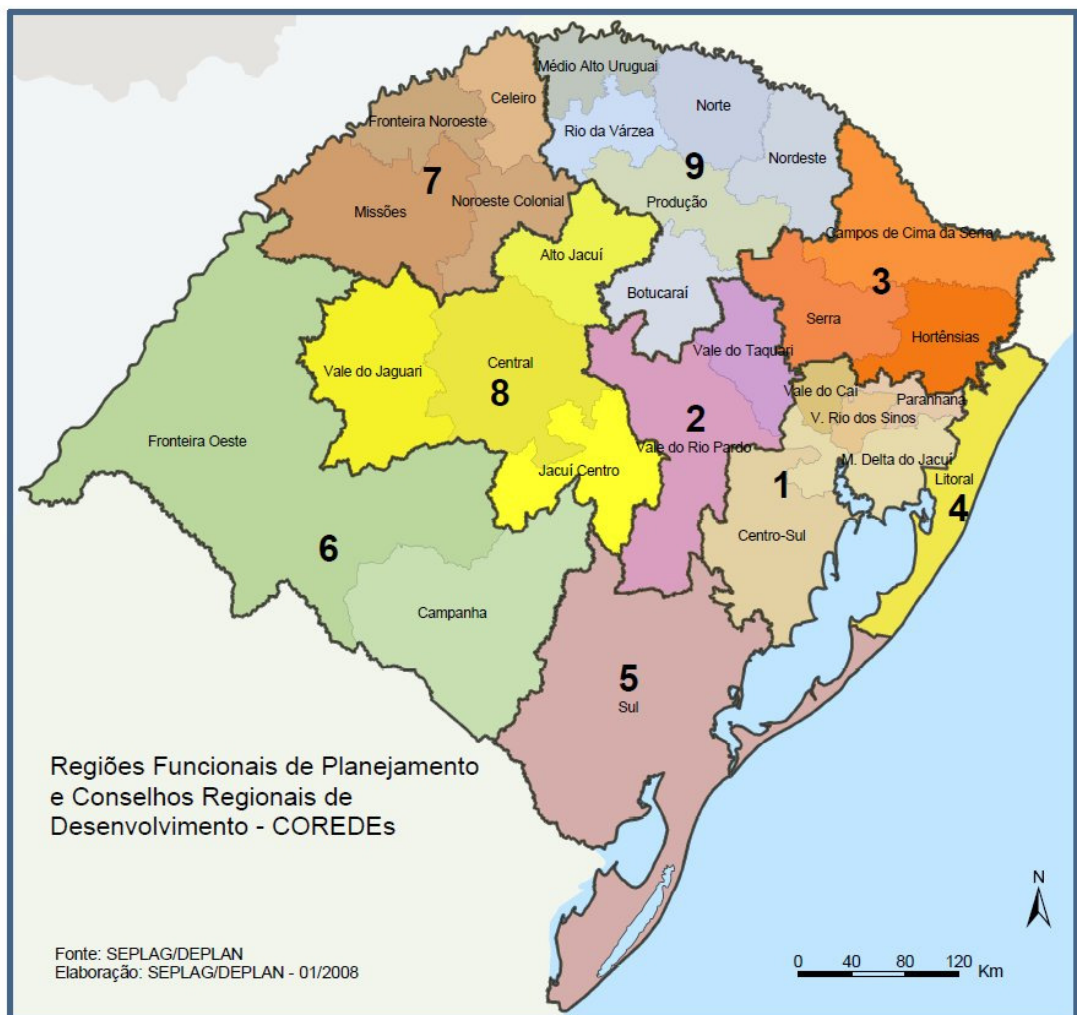 Médio Alto Uruguai
Celeiro
Norte
Fronteira Noroeste
Rio da Várzea
Nordeste
9
7
Noroeste Colonial
Produção
Missões
Campos de Cima da Serra
Alto Jacuí
3
Botucaraí
Serra
Hortênsias
Vale do Taquari
Central
Vale do Jaguari
8
Vale do Caí
Paranhana
2
V. Rio dos Sinos
Fronteira Oeste
Vale do Rio Pardo
M. Delta do Jacuí
Jacuí Centro
Litoral
1
4
Centro-Sul
6
Campanha
5
Sul
Regiões Funcionais de Planejamento
e Conselhos Regionais de
Desenvolvimento - COREDEs
N
Fonte: SEPLAG/DEPLAN
Elaboração: SEPLAG/DEPLAN - 01/2008
0 40 80 120
Km